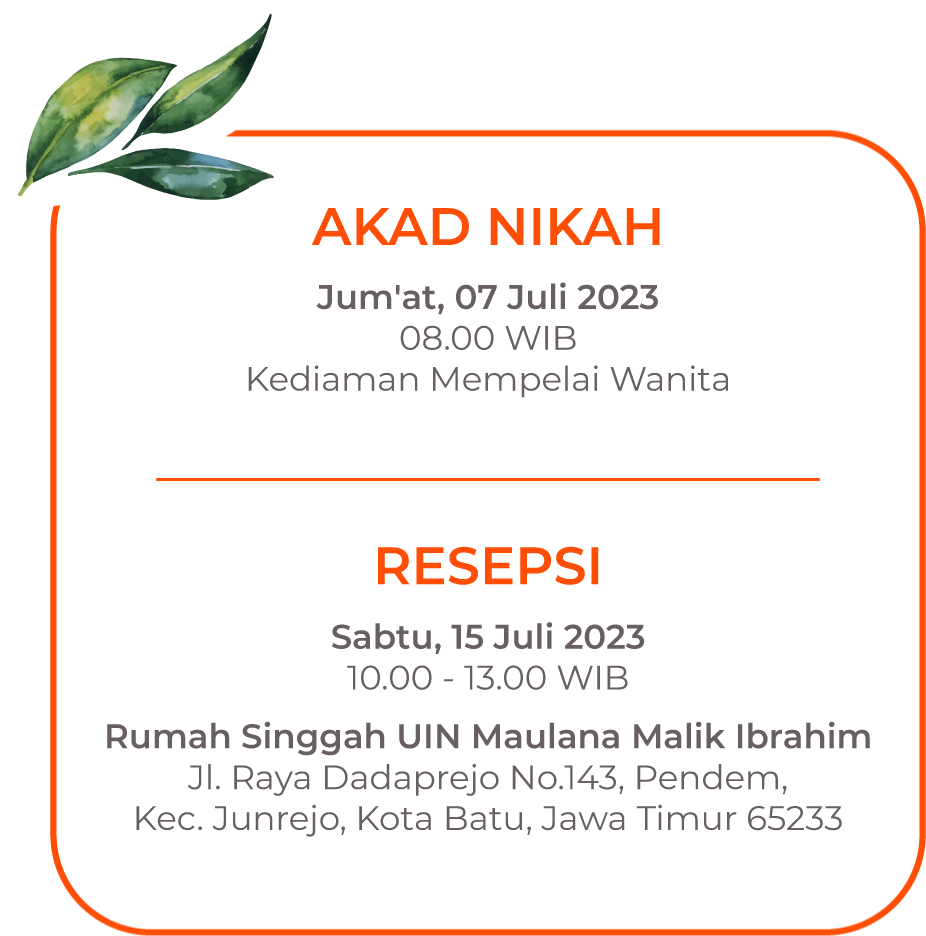 AKAD NIKAH
Jum'at, 07 Juli 2023
08.00 WIB
Kediaman Mempelai Wanita
RESEPSI
Sabtu, 15 Juli 2023
10.00 - 13.00 WIB
Rumah Singgah UIN Maulana Malik Ibrahim
Jl. Raya Dadaprejo No.143, Pendem,
Kec. Junrejo, Kota Batu, Jawa Timur 65233